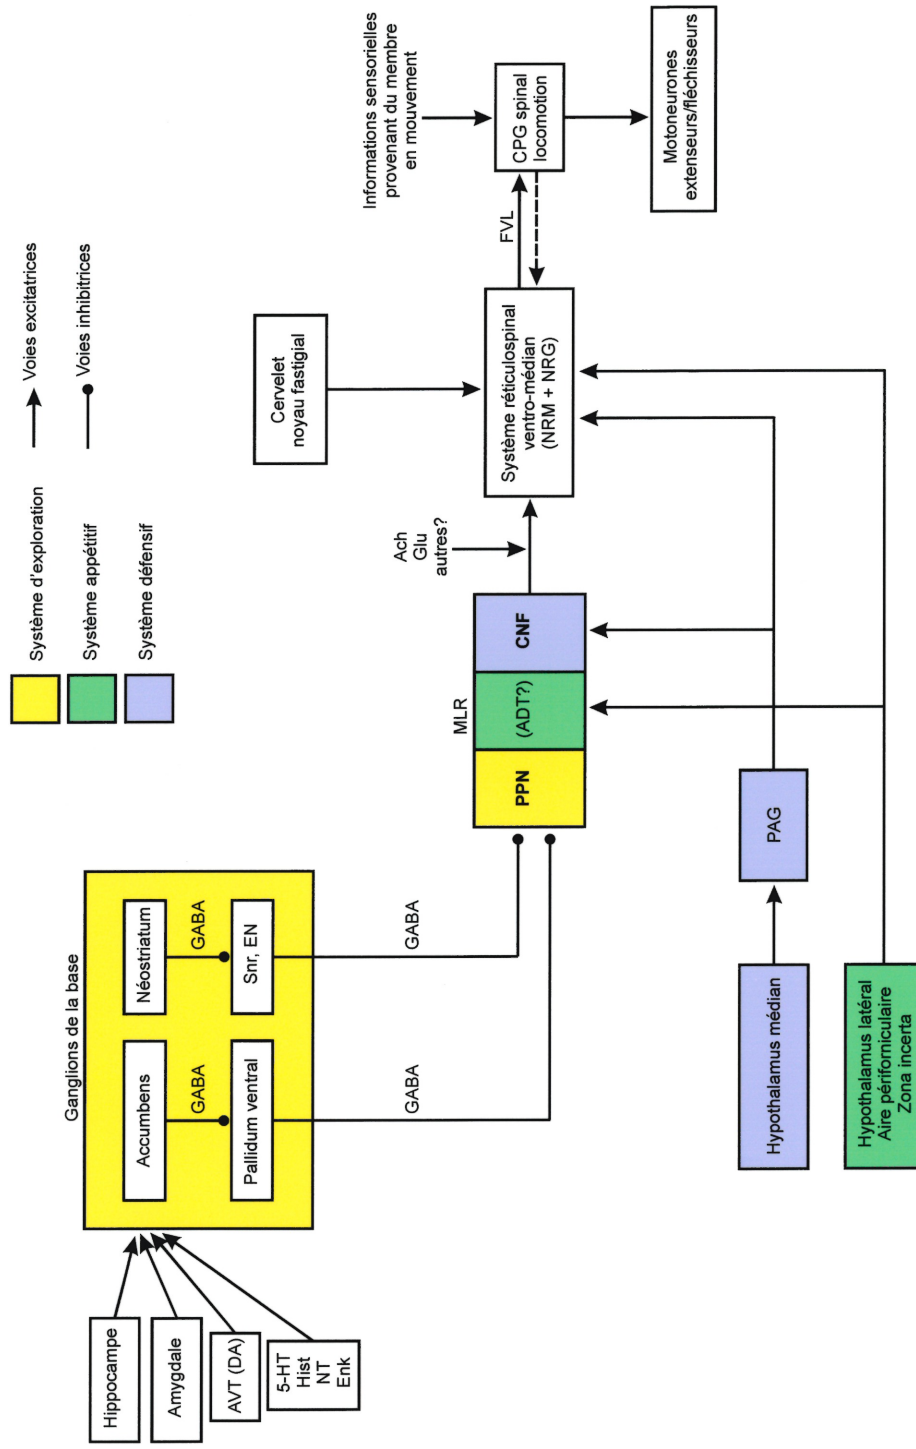 Système d'exploration
Système appétitif
Système défensif
Voies excitatrices
Voies inhibitrices
Hippocampe
Amygdale
AVT (DA)
5-HT
Hist
NT
Enk
Ganglions de la base
Accumbens
GABA
Pallidum ventral
Néostriatum
GABA
Snr, EN
GABA
GABA
MLR
PPN
(ADT?)
CNF
Ach
Glu
autres?
Cervelet
noyau fastigial
Système réticulospinal
ventro-médian
(NRM + NRG)
FVL
Informations sensorielles
provenant du membre
en mouvement
CPG spinal
locomotion
Motoneurones
extenseurs/fléchisseurs
Hypothalamus médian
PAG
Hypothalamus latéral
Aire périforniculaire
Zona incerta